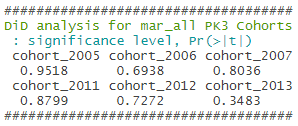 ####################################
DiD analysis for mar_all PK3 Cohorts
: significance level, Pr(>|t|)
cohort_2005 cohort_2006 cohort_2007
0.9518 0.6938 0.8036
cohort_2011 cohort_2012 cohort_2013
0.8799 0.7272 0.3483
####################################